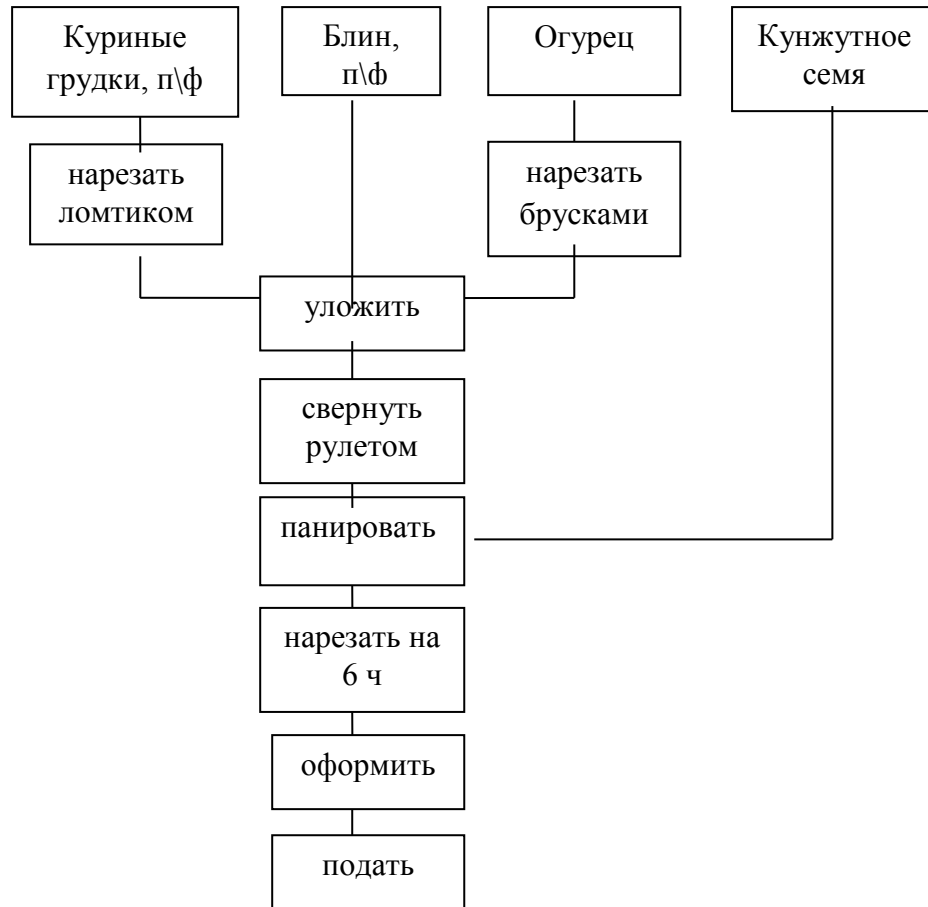 Куриные
грудки, п\ф
Блин,
п\ф
Огурец
Кунжутное
семя
нарезать
ломтиком
нарезать
брусками
уложить
свернуть
рулетом
панировать
нарезать на
6 ч
оформить
подать